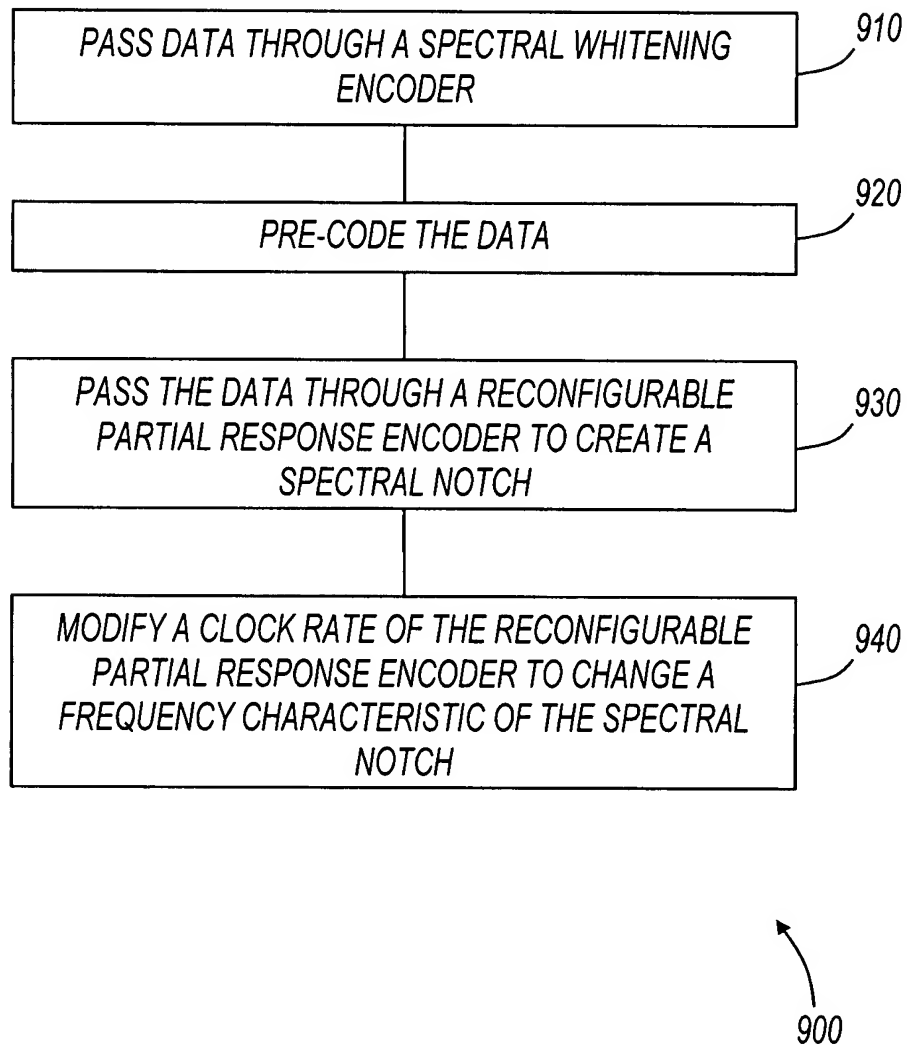 PASS DATA THROUGH A SPECTRAL WHITENING
ENCODER
910
PRE-CODE THE DATA
920
PASS THE DATA THROUGH A RECONFIGURABLE
PARTIAL RESPONSE ENCODER TO CREATE A
SPECTRAL NOTCH
930
MODIFY A CLOCK RATE OF THE RECONFIGURABLE
PARTIAL RESPONSE ENCODER TO CHANGE A
FREQUENCY CHARACTERISTIC OF THE SPECTRAL
NOTCH
940
900